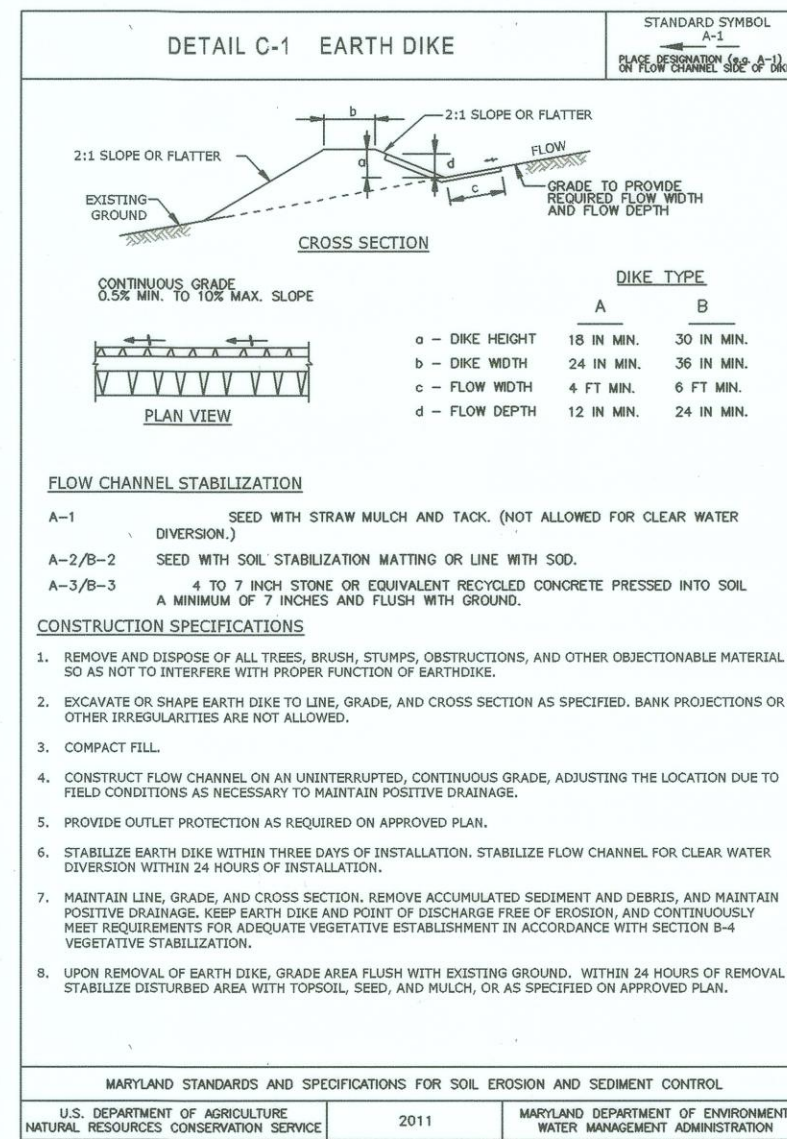 DETAIL C-1 EARTH DIKE
STANDARD SYMBOL
A-1
PLACE DESIGNATION (e.g. A-1)
ON FLOW CHANNEL SIDE OF DIKE
b
2:1 SLOPE OR FLATTER
2:1 SLOPE OR FLATTER
a
d
FLOW
c
EXISTING
GROUND
GRADE TO PROVIDE
REQUIRED FLOW WIDTH
AND FLOW DEPTH
CROSS SECTION
CONTINUOUS GRADE
0.5% MIN. TO 10% MAX. SLOPE
PLAN VIEW
DIKE TYPE
A B
a – DIKE HEIGHT 18 IN MIN. 30 IN MIN.
b – DIKE WIDTH 24 IN MIN. 36 IN MIN.
c – FLOW WIDTH 4 FT MIN. 6 FT MIN.
d – FLOW DEPTH 12 IN MIN. 24 IN MIN.
FLOW CHANNEL STABILIZATION
A-1 SEED WITH STRAW MULCH AND TACK. (NOT ALLOWED FOR CLEAR WATER
DIVERSION.)
A-2/B-2 SEED WITH SOIL STABILIZATION MATTING OR LINE WITH SOD.
A-3/B-3 4 TO 7 INCH STONE OR EQUIVALENT RECYCLED CONCRETE PRESSED INTO SOIL
A MINIMUM OF 7 INCHES AND FLUSH WITH GROUND.
CONSTRUCTION SPECIFICATIONS
1. REMOVE AND DISPOSE OF ALL TREES, BRUSH, STUMPS, OBSTRUCTIONS, AND OTHER OBJECTIONABLE MATERIAL
SO AS NOT TO INTERFERE WITH PROPER FUNCTION OF EARTHDIKE.
2. EXCAVATE OR SHAPE EARTH DIKE TO LINE, GRADE, AND CROSS SECTION AS SPECIFIED. BANK PROJECTIONS OR
OTHER IRREGULARITIES ARE NOT ALLOWED.
3. COMPACT FILL.
4. CONSTRUCT FLOW CHANNEL ON AN UNINTERRUPTED, CONTINUOUS GRADE, ADJUSTING THE LOCATION DUE TO
FIELD CONDITIONS AS NECESSARY TO MAINTAIN POSITIVE DRAINAGE.
5. PROVIDE OUTLET PROTECTION AS REQUIRED ON APPROVED PLAN.
6. STABILIZE EARTH DIKE WITHIN THREE DAYS OF INSTALLATION. STABILIZE FLOW CHANNEL FOR CLEAR WATER
DIVERSION WITHIN 24 HOURS OF INSTALLATION.
7. MAINTAIN LINE, GRADE, AND CROSS SECTION. REMOVE ACCUMULATED SEDIMENT AND DEBRIS, AND MAINTAIN
POSITIVE DRAINAGE. KEEP EARTH DIKE AND POINT OF DISCHARGE FREE OF EROSION, AND CONTINUOUSLY
MEET REQUIREMENTS FOR ADEQUATE VEGETATIVE ESTABLISHMENT IN ACCORDANCE WITH SECTION B-4
VEGETATIVE STABILIZATION.
8. UPON REMOVAL OF EARTH DIKE, GRADE AREA FLUSH WITH EXISTING GROUND. WITHIN 24 HOURS OF REMOVAL
STABILIZE DISTURBED AREA WITH TOPSOIL, SEED, AND MULCH, OR AS SPECIFIED ON APPROVED PLAN.
MARYLAND STANDARDS AND SPECIFICATIONS FOR SOIL EROSION AND SEDIMENT CONTROL
U.S. DEPARTMENT OF AGRICULTURE
NATURAL RESOURCES CONSERVATION SERVICE
2011
MARYLAND DEPARTMENT OF ENVIRONMENT
WATER MANAGEMENT ADMINISTRATION